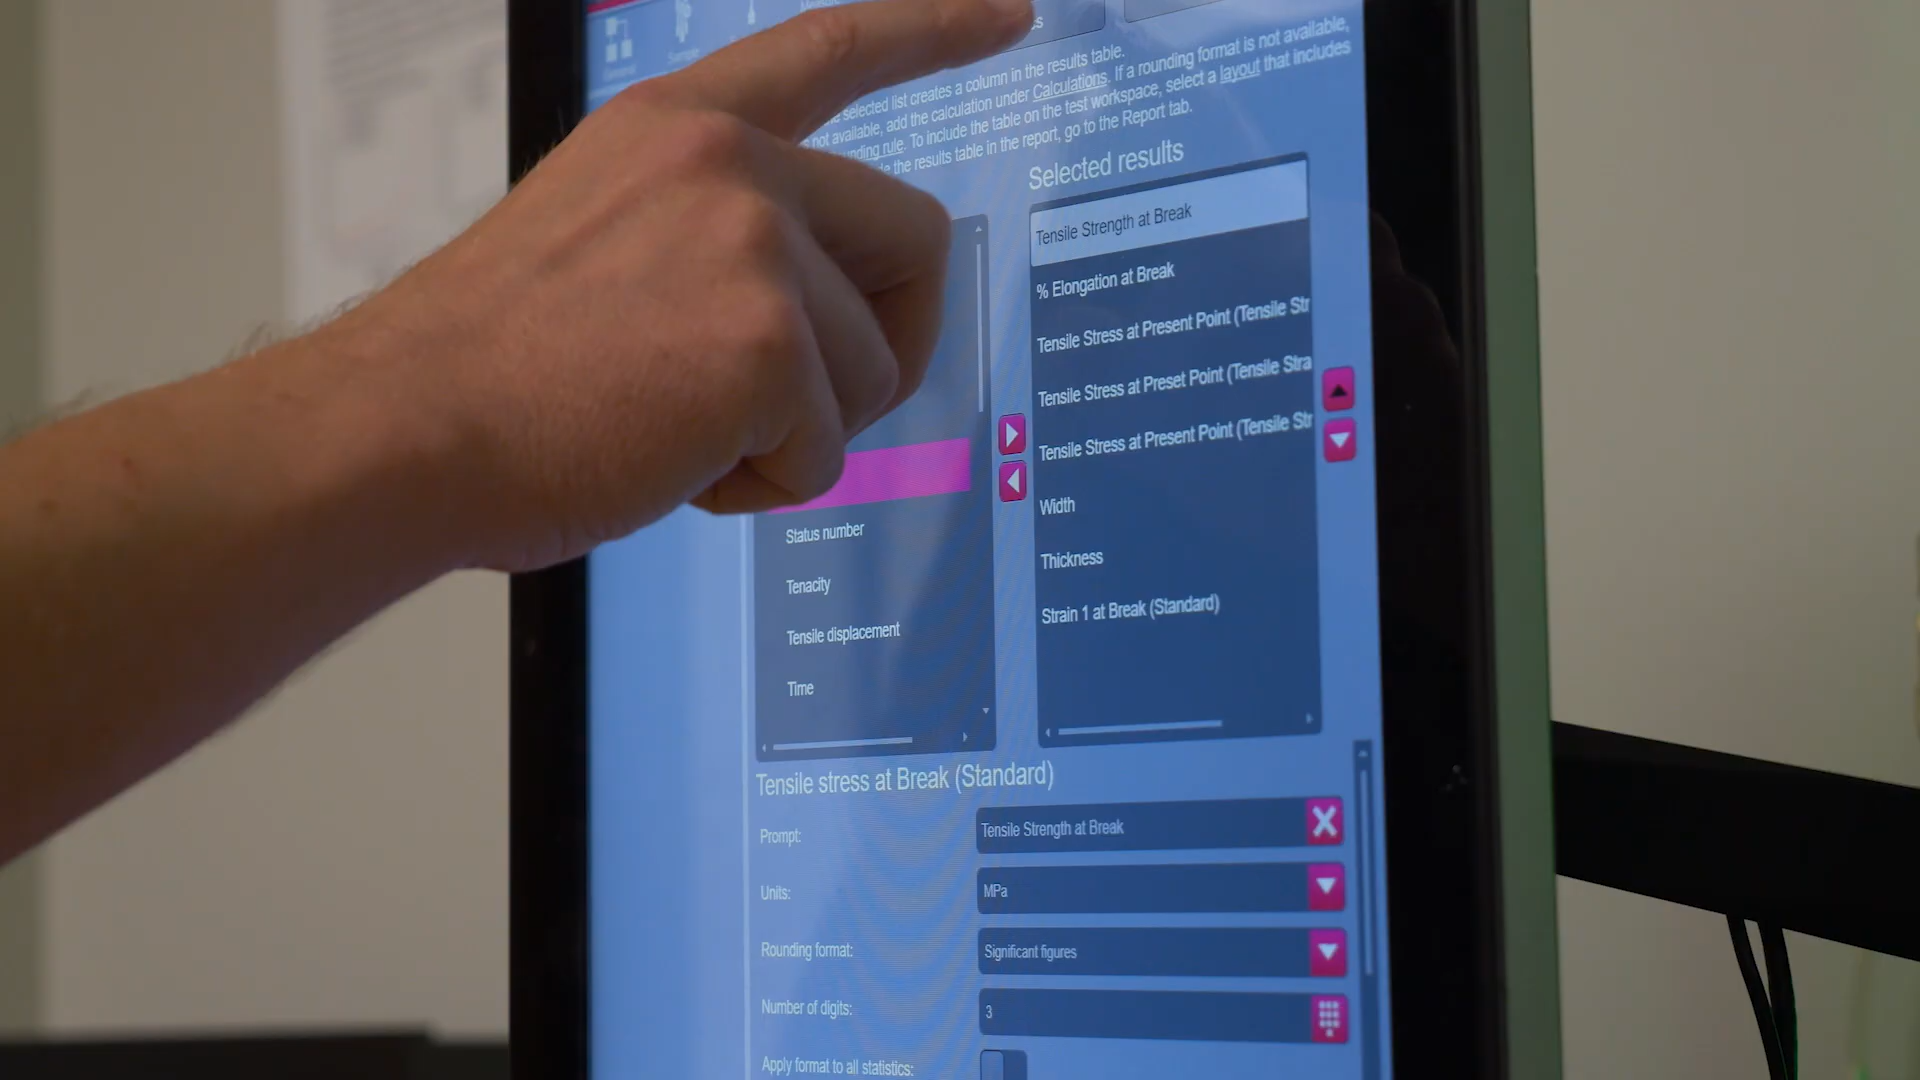 Measure
Sample
General
selected list creates a column in the results table.
not available, add the calculation under Calculations. If a rounding format is not available,
rule. To include the table on the test workspace, select a layout that includes
the results table in the report, go to the Report tab.
Selected results
Tensile Strength at Break
% Elongation at Break
Tensile Stress at Present Point (Tensile Str
Tensile Stress at Preset Point (Tensile Stra
Tensile Stress at Present Point (Tensile Str
Width
Thickness
Strain 1 at Break (Standard)
Status number
Tenacity
Tensile displacement
Time
Tensile stress at Break (Standard)
Prompt:
Tensile Strength at Break
Units:
MPa
Rounding format:
Significant figures
Number of digits:
3
Apply format to all statistics: